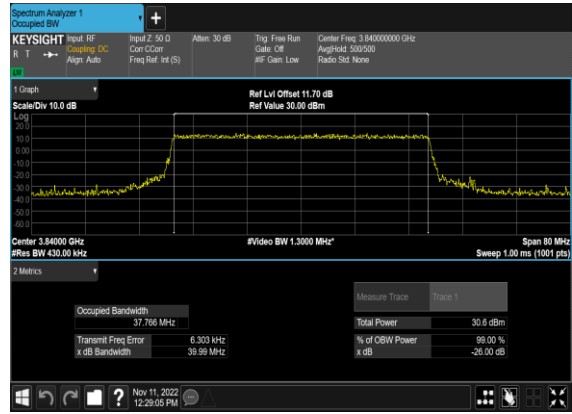 Spectrum Analyzer 1
Occupied BW
KEYSIGHT Input: RF Input Z: 50 Ω Atten: 30 dB Trig: Free Run Center Freq: 3.840000000 GHz
R T Coupling: DC Corr CCorr Gate: Off Avg|Hold: 500/500
Align: Auto Freq Ref: Int (S) #IF Gain: Low Radio Std: None
LW
1 Graph
Ref Lvl Offset 11.70 dB
Scale/Div 10.0 dB Ref Value 30.00 dBm
Log
20.0
10.0
0.00
-10.0
-20.0
-30.0
-40.0
-50.0
-60.0
Center 3.84000 GHz #Video BW 1.3000 MHz* Span 80 MHz
#Res BW 430.00 kHz Sweep 1.00 ms (1001 pts)
2 Metrics
Measure Trace Trace 1
Occupied Bandwidth
37.766 MHz Total Power 30.6 dBm
Transmit Freq Error 6.303 kHz % of OBW Power 99.00 %
x dB Bandwidth 39.99 MHz x dB -26.00 dB
? Nov 11, 2022
12:29:05 PM